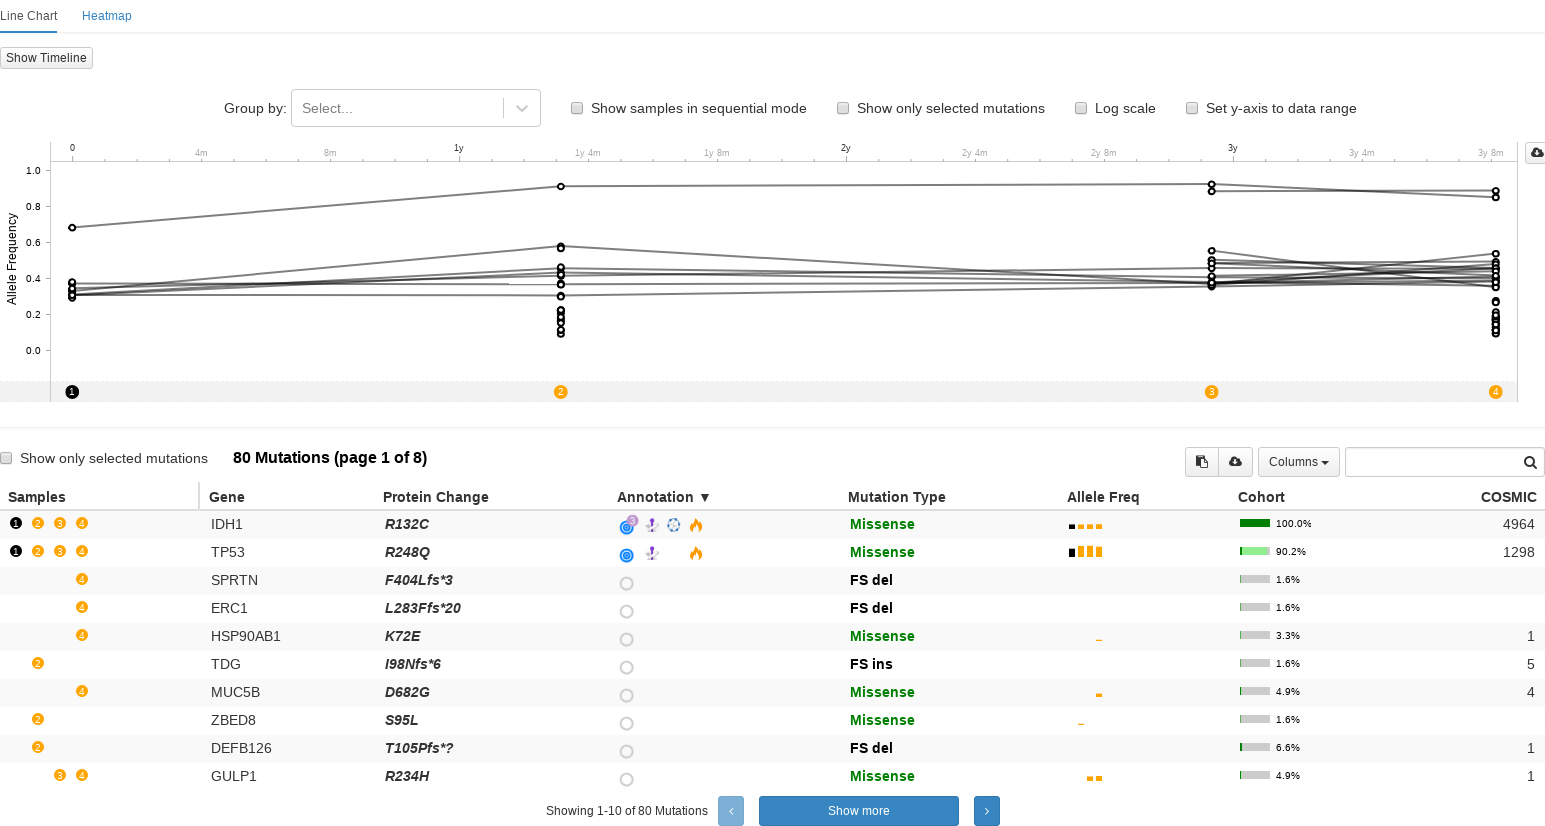 Line Chart Heatmap
Show Timeline
Group by: Select... Show samples in sequential mode Show only selected mutations Log scale Set y-axis to data range
0 4m 8m 1y 1y 4m 1y 8m 2y 2y 4m 2y 8m 3y 3y 4m 3y 8m
1.0
0.8
0.6
0.4
0.2
0.0
Allele Frequency
1 2 3 4
Show only selected mutations 80 Mutations (page 1 of 8) Columns
Samples Gene Protein Change Annotation ▼ Mutation Type Allele Freq Cohort COSMIC
1 2 3 4 IDH1 R132C 3 Missense 100.0% 4964
1 2 3 4 TP53 R248Q Missense 90.2% 1298
4 SPRTN F404Lfs*3 FS del 1.6%
4 ERC1 L283Ffs*20 FS del 1.6%
4 HSP90AB1 K72E Missense 3.3% 1
2 TDG I98Nfs*6 FS ins 1.6% 5
4 MUC5B D682G Missense 4.9% 4
2 ZBED8 S95L Missense 1.6%
2 DEFB126 T105Pfs*? FS del 6.6% 1
3 4 GULP1 R234H Missense 4.9% 1
Showing 1-10 of 80 Mutations ‹ Show more ›